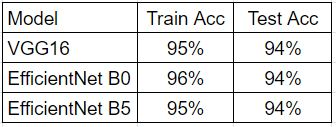 Model Train Acc Test Acc
VGG16 95% 94%
EfficientNet B0 96% 94%
EfficientNet B5 95% 94%